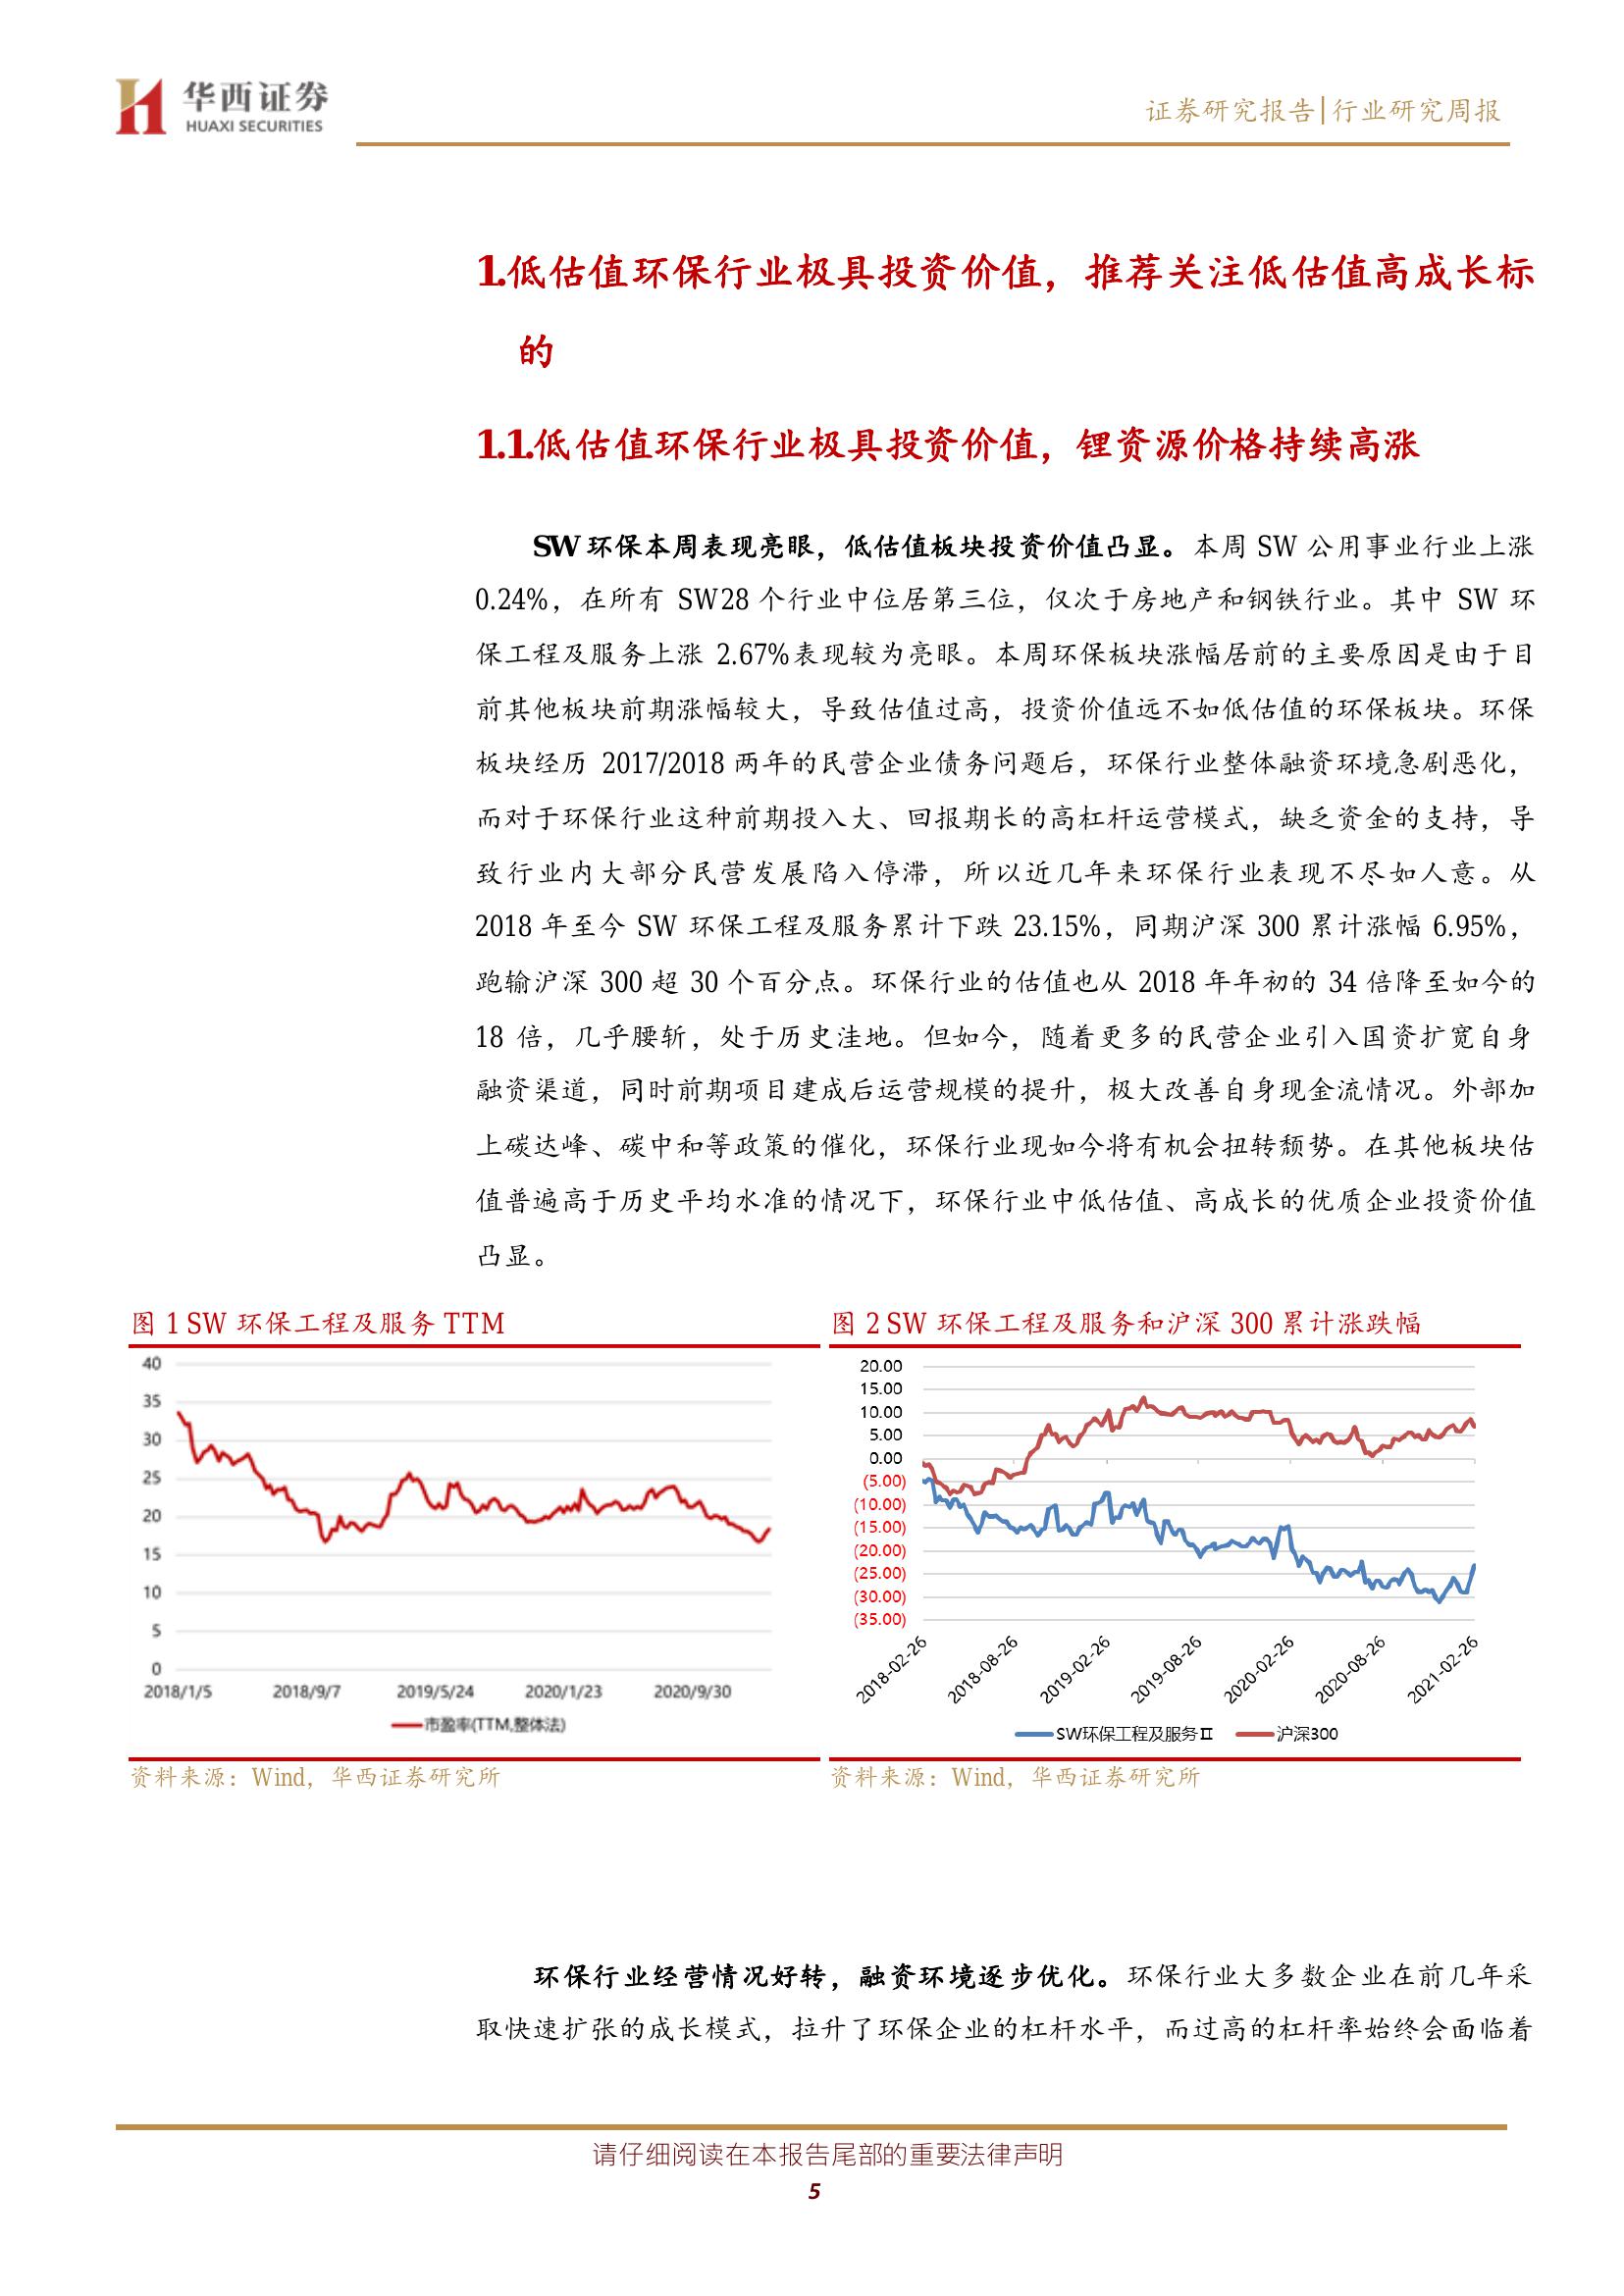 华西证券
HUAXI SECURITIES
证券研究报告|行业研究周报
1.低估值环保行业极具投资价值，推荐关注低估值高成长标
的
1.1.低估值环保行业极具投资价值，锂资源价格持续高涨
SW 环保本周表现亮眼，低估值板块投资价值凸显。本周 SW 公用事业行业上涨
0.24%，在所有 SW28 个行业中位居第三位，仅次于房地产和钢铁行业。其中 SW 环
保工程及服务上涨 2.67%表现较为亮眼。本周环保板块涨幅居前的主要原因是由于目
前其他板块前期涨幅较大，导致估值过高，投资价值远不如低估值的环保板块。环保
板块经历 2017/2018 两年的民营企业债务问题后，环保行业整体融资环境急剧恶化，
而对于环保行业这种前期投入大、回报期长的高杠杆运营模式，缺乏资金的支持，导
致行业内大部分民营发展陷入停滞，所以近几年来环保行业表现不尽如人意。从
2018 年至今 SW 环保工程及服务累计下跌 23.15%，同期沪深 300 累计涨幅 6.95%，
跑输沪深 300 超 30 个百分点。环保行业的估值也从 2018 年年初的 34 倍降至如今的
18 倍，几乎腰斩，处于历史洼地。但如今，随着更多的民营企业引入国资扩宽自身
融资渠道，同时前期项目建成后运营规模的提升，极大改善自身现金流情况。外部加
上碳达峰、碳中和等政策的催化，环保行业现如今将有机会扭转颓势。在其他板块估
值普遍高于历史平均水准的情况下，环保行业中低估值、高成长的优质企业投资价值
凸显。
图 1 SW 环保工程及服务 TTM
40
35
30
25
20
15
10
5
0
2018/1/5 2018/9/7 2019/5/24 2020/1/23 2020/9/30
市盈率(TTM,整体法)
资料来源：Wind，华西证券研究所
图 2 SW 环保工程及服务和沪深 300 累计涨跌幅
20.00
15.00
10.00
5.00
0.00
(5.00)
(10.00)
(15.00)
(20.00)
(25.00)
(30.00)
(35.00)
2018-02-26 2018-08-26 2019-02-26 2019-08-26 2020-02-26 2020-08-26 2021-02-26
SW环保工程及服务Ⅱ 沪深300
资料来源：Wind，华西证券研究所
环保行业经营情况好转，融资环境逐步优化。环保行业大多数企业在前几年采
取快速扩张的成长模式，拉升了环保企业的杠杆水平，而过高的杠杆率始终会面临着
请仔细阅读在本报告尾部的重要法律声明
5